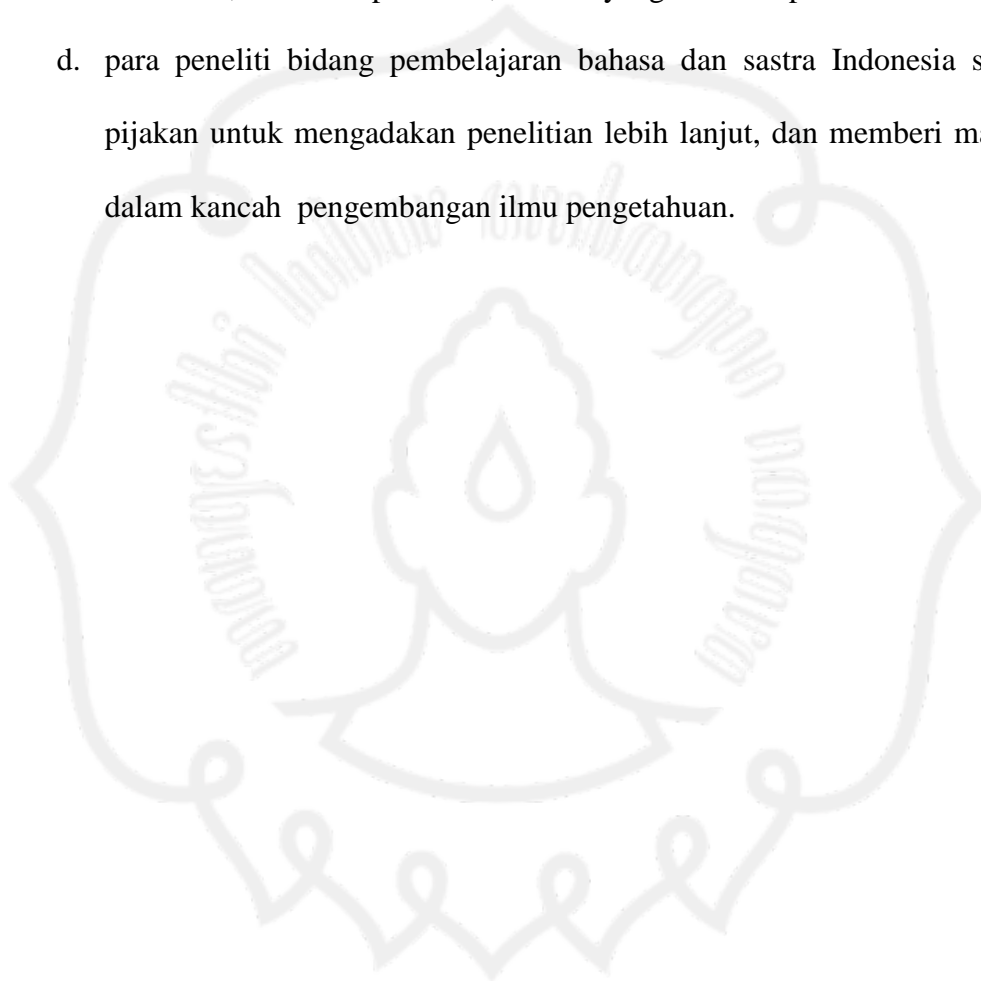 d. para peneliti bidang pembelajaran bahasa dan sastra Indonesia s
pijakan untuk mengadakan penelitian lebih lanjut, dan memberi ma
dalam kancah pengembangan ilmu pengetahuan.